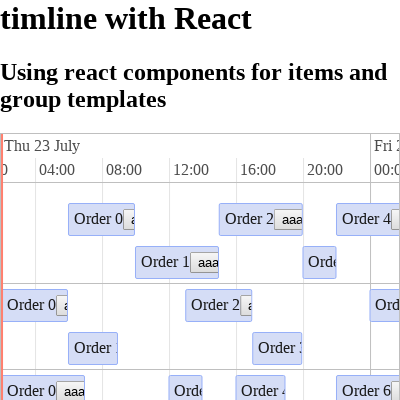 timline with React
Using react components for items and
group templates
Thu 23 July Fri
04:00 08:00 12:00 16:00 20:00
Order 0 Order 2 aaa Order 4
Order 1 aaa
Order 0 Order 2
Order Order
Order 0 aaa Order Order 6